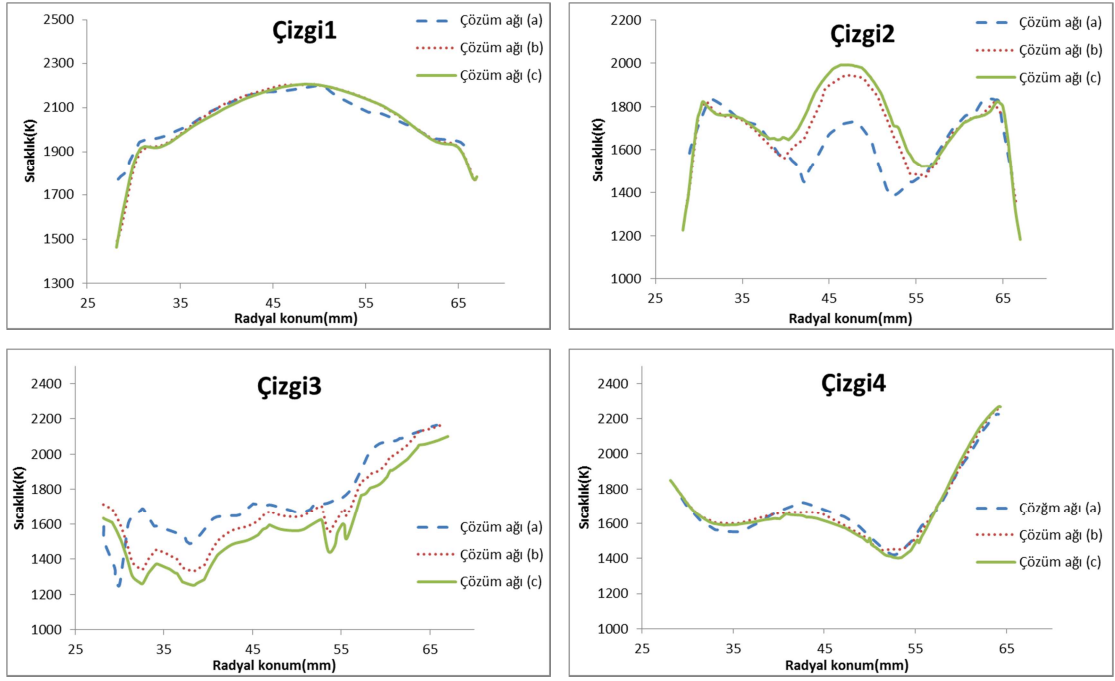 Çizgi1
Çözüm ağı (a)
Çözüm ağı (b)
Çözüm ağı (c)
Sıcaklık(K)
2500
2300
2100
1900
1700
1500
1300
25 35 45 55 65
Radyal konum(mm)
Çizgi2
Çözüm ağı (a)
Çözüm ağı (b)
Çözüm ağı (c)
Sıcaklık(K)
2200
2000
1800
1600
1400
1200
1000
25 35 45 55 65
Radyal konum(mm)
Çizgi3
Çözüm ağı (a)
Çözüm ağı (b)
Çözüm ağı (c)
Sıcaklık(K)
2400
2200
2000
1800
1600
1400
1200
1000
25 35 45 55 65
Radyal konum(mm)
Çizgi4
Çözğm ağı (a)
Çözüm ağı (b)
Çözüm ağı (c)
Sıcaklık(K)
2400
2200
2000
1800
1600
1400
1200
1000
25 35 45 55 65
Radyal konum(mm)